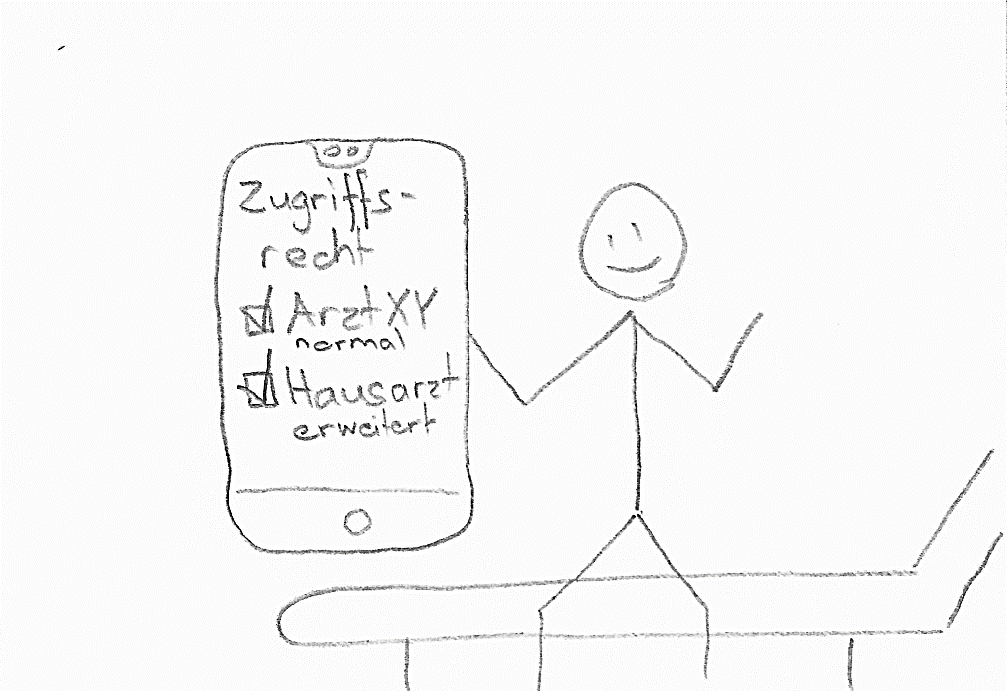 Zugriffs-
recht
Arzt XY
normal
Hausarzt
erweitert